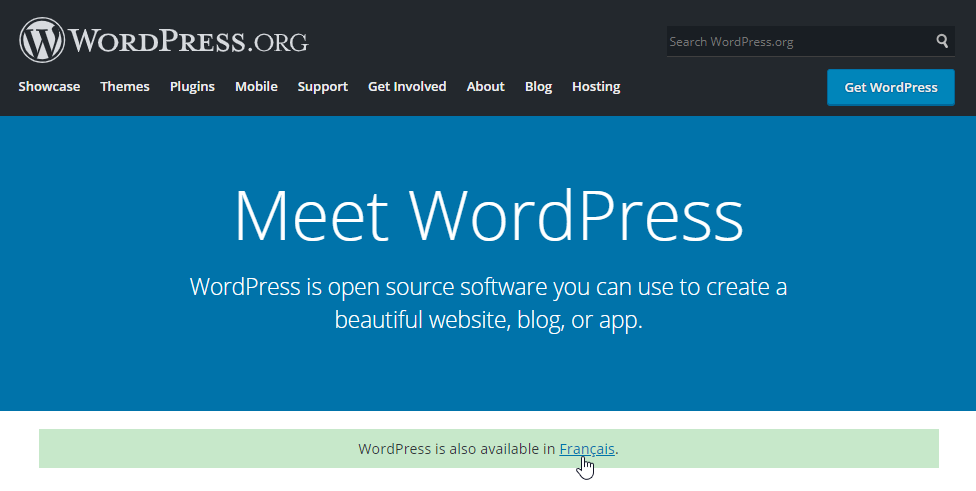 WORDPRESS.ORG
Search WordPress.org
Showcase Themes Plugins Mobile Support Get Involved About Blog Hosting
Get WordPress
Meet WordPress
WordPress is open source software you can use to create a
beautiful website, blog, or app.
WordPress is also available in Français.